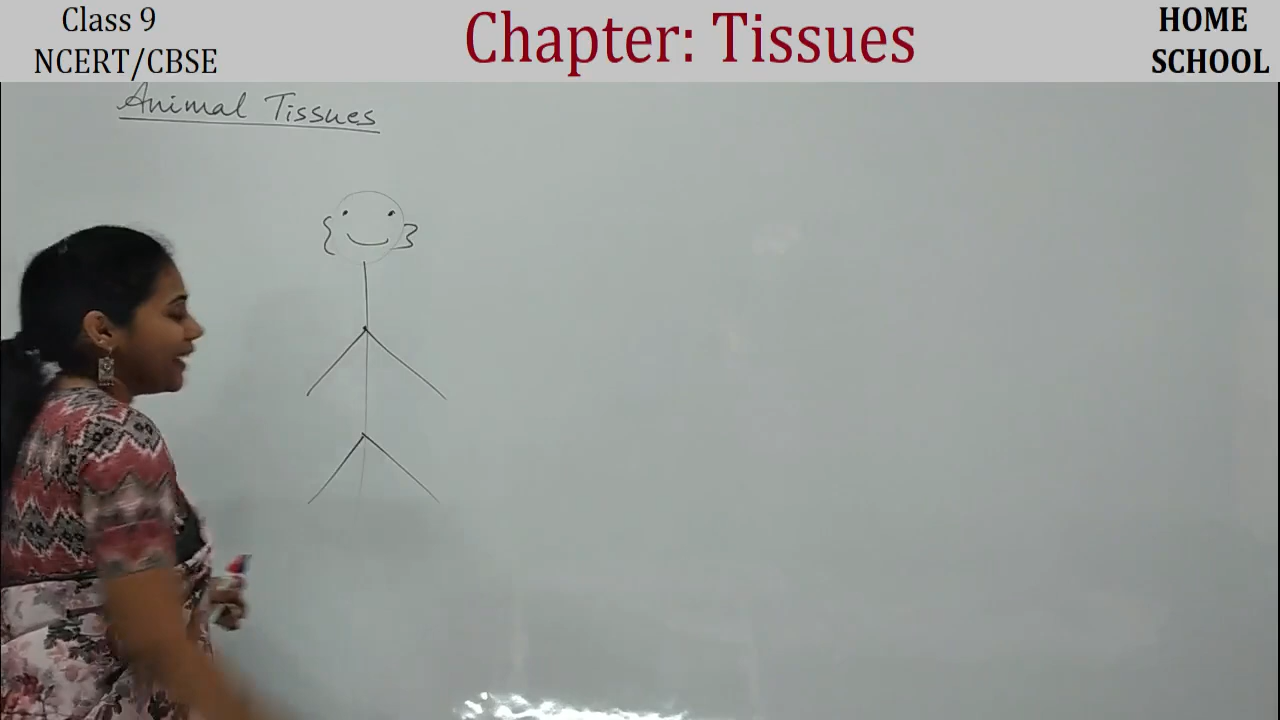 Class 9
NCERT/CBSE
Chapter: Tissues
HOME
SCHOOL
Animal Tissues